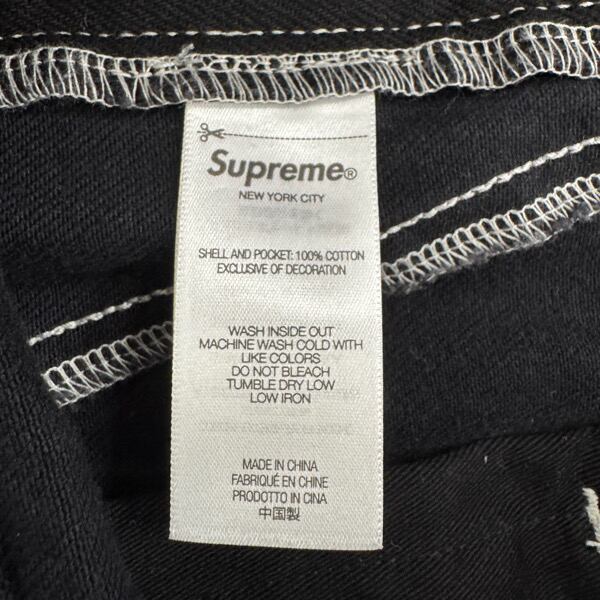 Supreme®
NEW YORK CITY
SHELL AND POCKET: 100% COTTON
EXCLUSIVE OF DECORATION
WASH INSIDE OUT
MACHINE WASH COLD WITH
LIKE COLORS
DO NOT BLEACH
TUMBLE DRY LOW
LOW IRON
MADE IN CHINA
FABRIQUÉ EN CHINE
PRODOTTO IN CINA
中国製